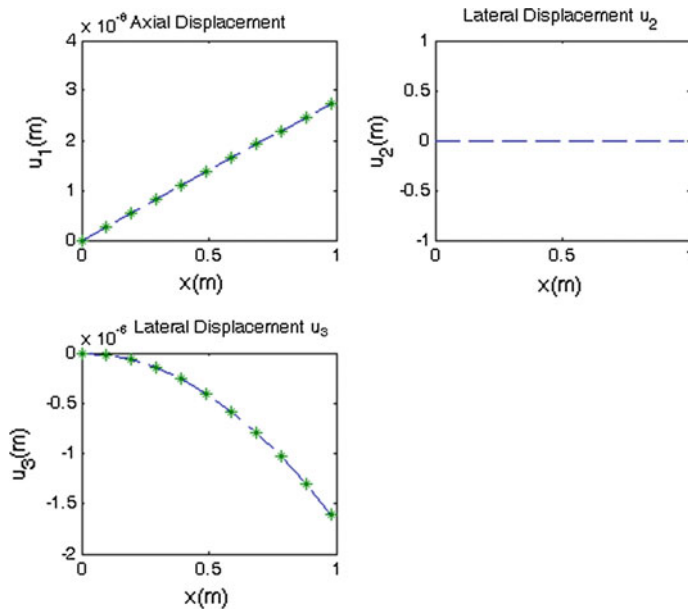 x 10⁻⁸ Axial Displacement
4
3
2
1
0
u₁(m)
0 0.5 1
x(m)
Lateral Displacement u₂
1
0.5
0
-0.5
-1
u₂(m)
0 0.5 1
x(m)
x 10⁻⁶ Lateral Displacement u₃
0
-0.5
-1
-1.5
-2
u₃(m)
0 0.5 1
x(m)